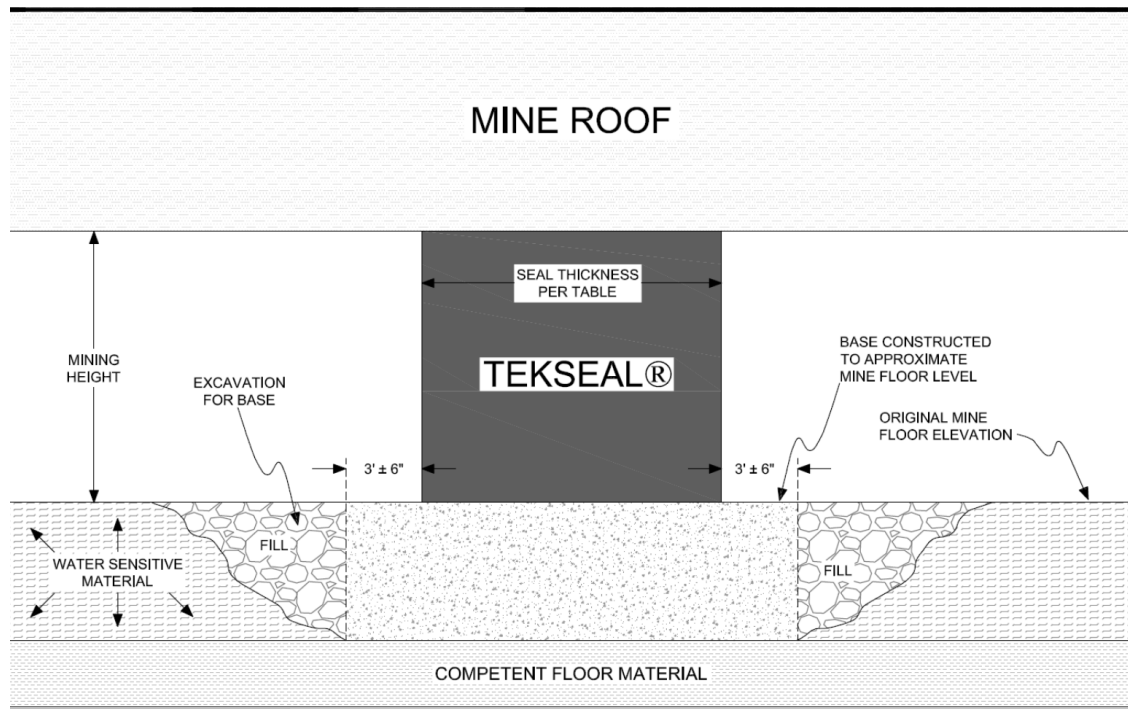 MINE ROOF
SEAL THICKNESS
PER TABLE
TEKSEAL®
MINING
HEIGHT
EXCAVATION
FOR BASE
BASE CONSTRUCTED
TO APPROXIMATE
MINE FLOOR LEVEL
ORIGINAL MINE
FLOOR ELEVATION
3' ± 6"
3' ± 6"
WATER SENSITIVE
MATERIAL
FILL
FILL
COMPETENT FLOOR MATERIAL